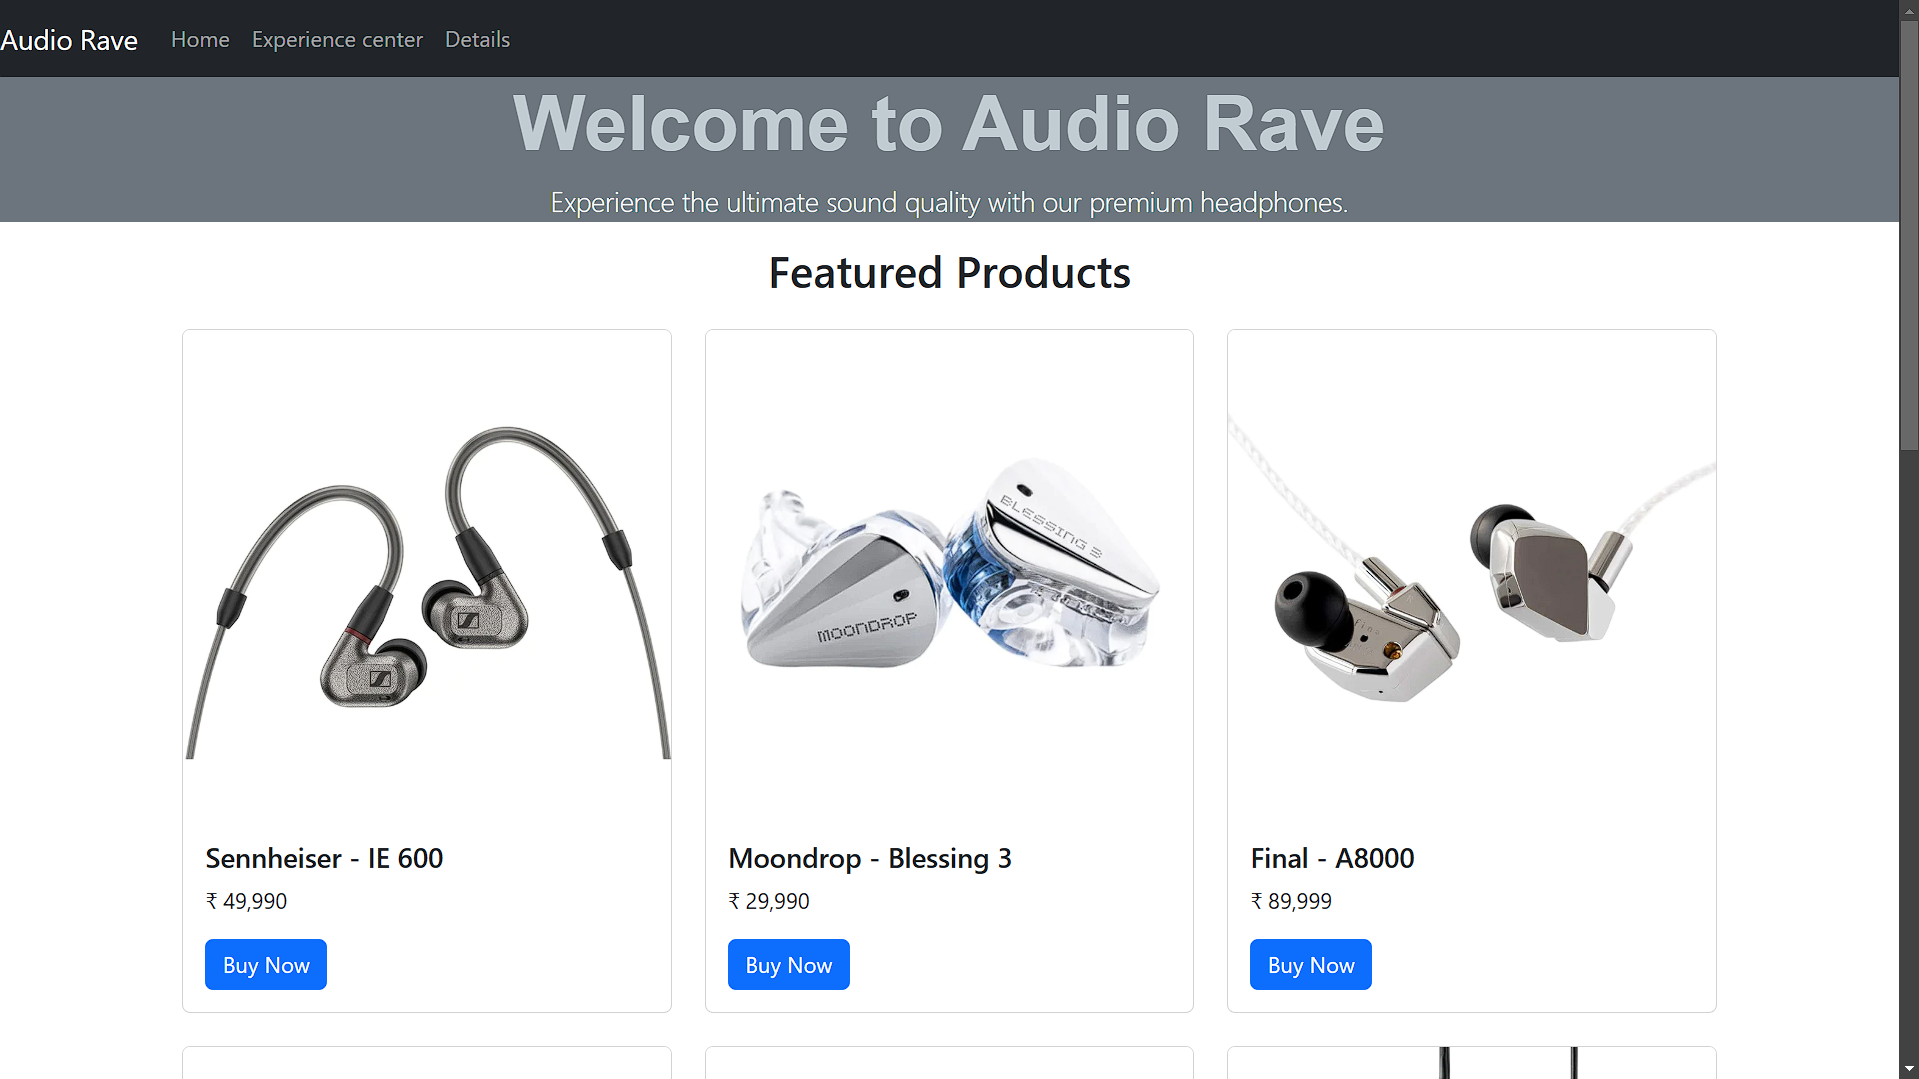 Audio Rave Home Experience center Details
Welcome to Audio Rave
Experience the ultimate sound quality with our premium headphones.
Featured Products
BLESSING 3
MOONDROP
Sennheiser - IE 600
₹ 49,990
Buy Now
Moondrop - Blessing 3
₹ 29,990
Buy Now
Final - A8000
₹ 89,999
Buy Now